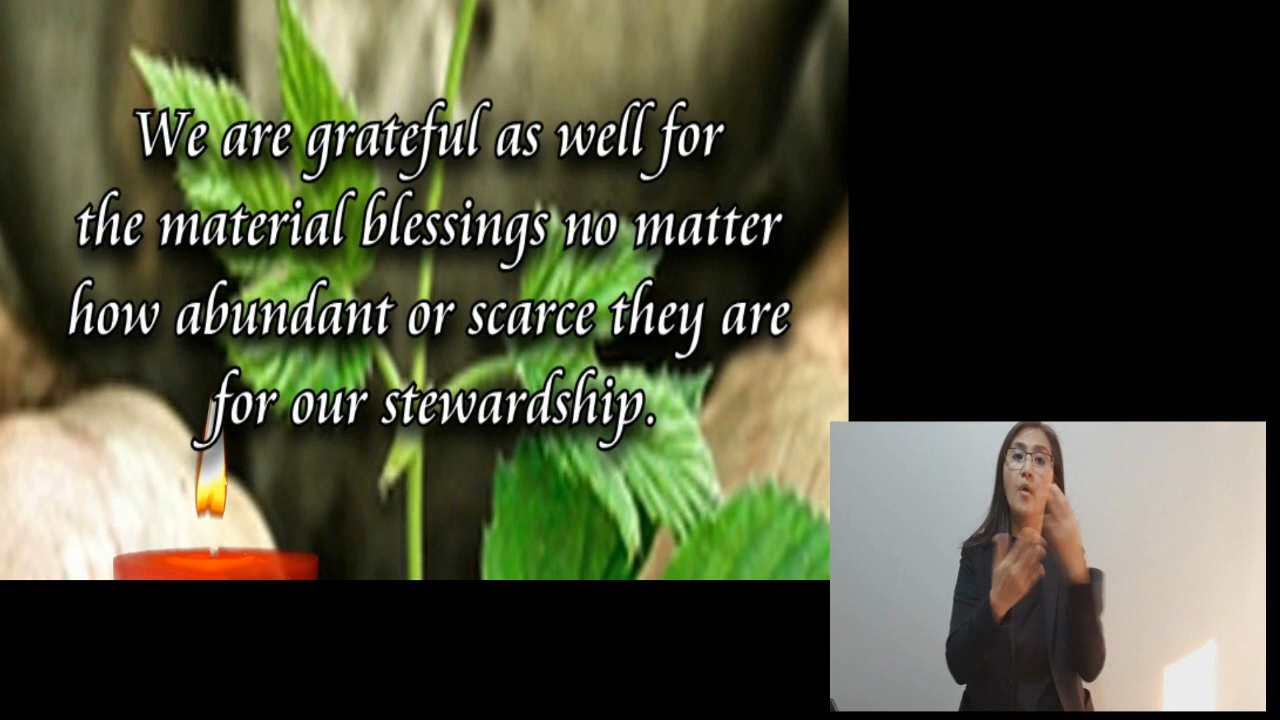 We are grateful as well for
the material blessings no matter
how abundant or scarce they are
for our stewardship.